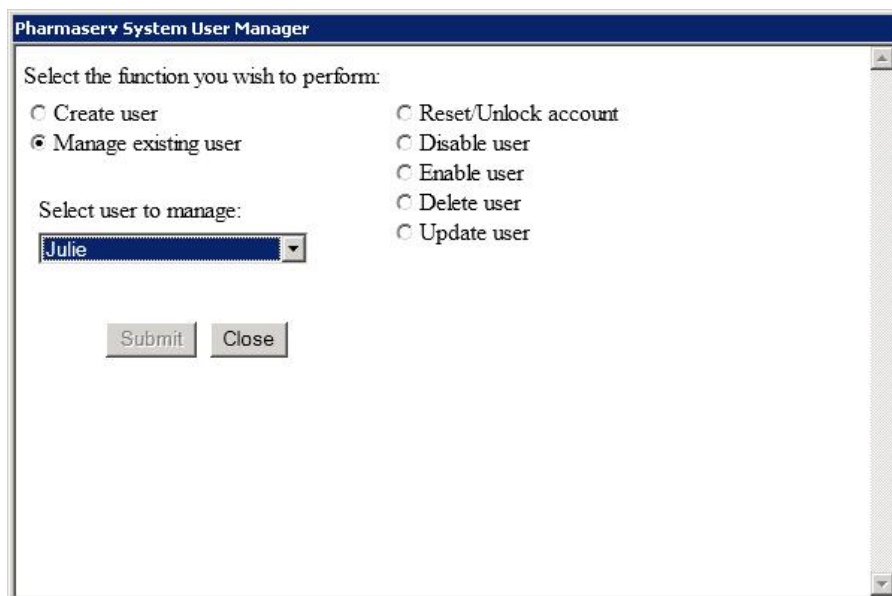 Pharmaserv System User Manager
Select the function you wish to perform:
Create user
Manage existing user
Select user to manage:
Julie
Reset/Unlock account
Disable user
Enable user
Delete user
Update user
Submit
Close